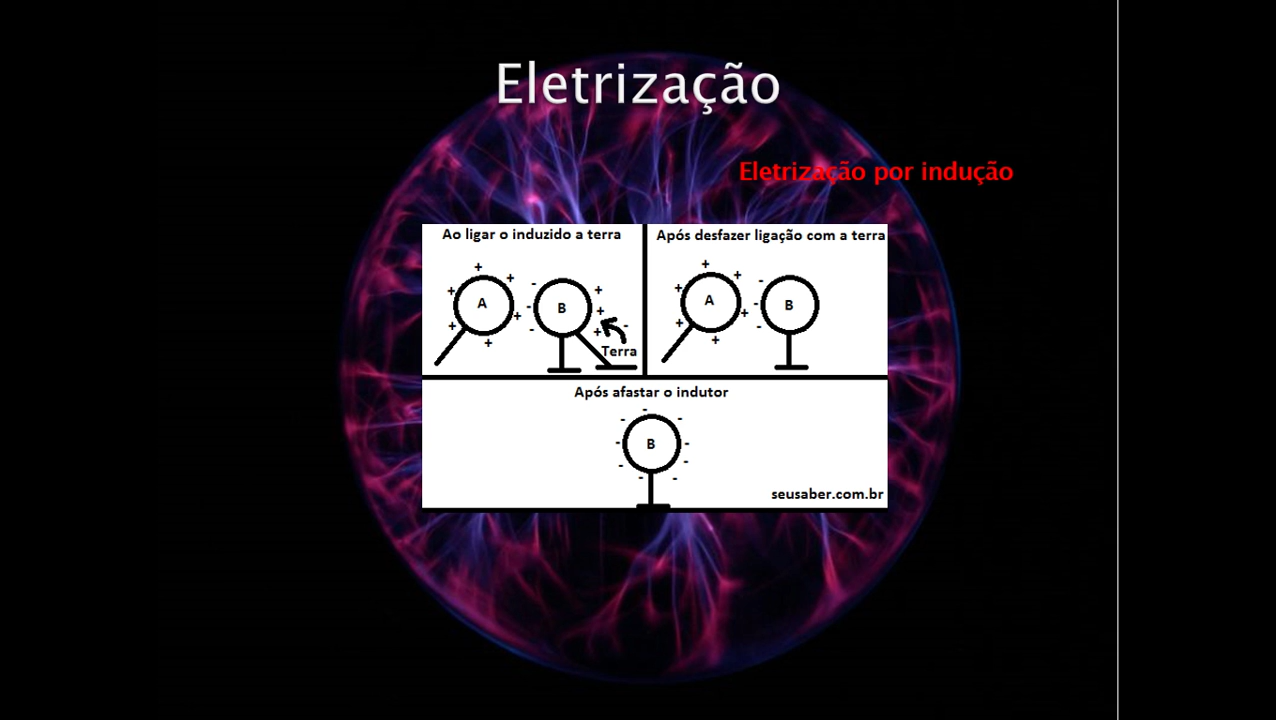 Eletrização
Eletrização por indução
Ao ligar o induzido a terra
Após desfazer ligação com a terra
A
B
Terra
A
B
Após afastar o indutor
B
seusaber.com.br